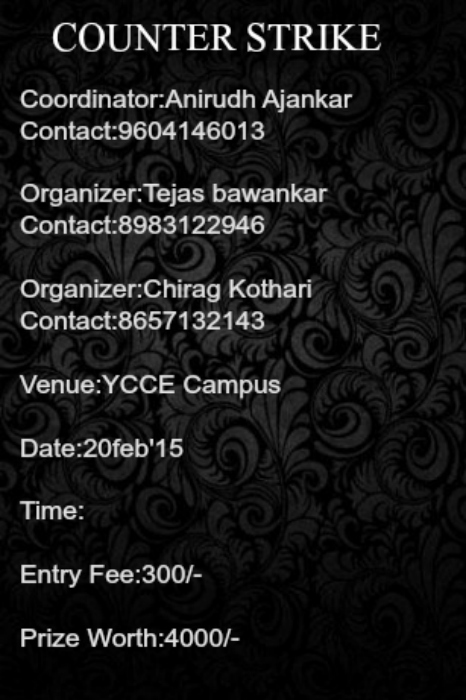 COUNTER STRIKE
Coordinator:Anirudh Ajankar
Contact:9604146013
Organizer:Tejas bawankar
Contact:8983122946
Organizer:Chirag Kothari
Contact:8657132143
Venue:YCCE Campus
Date:20feb'15
Time:
Entry Fee:300/-
Prize Worth:4000/-